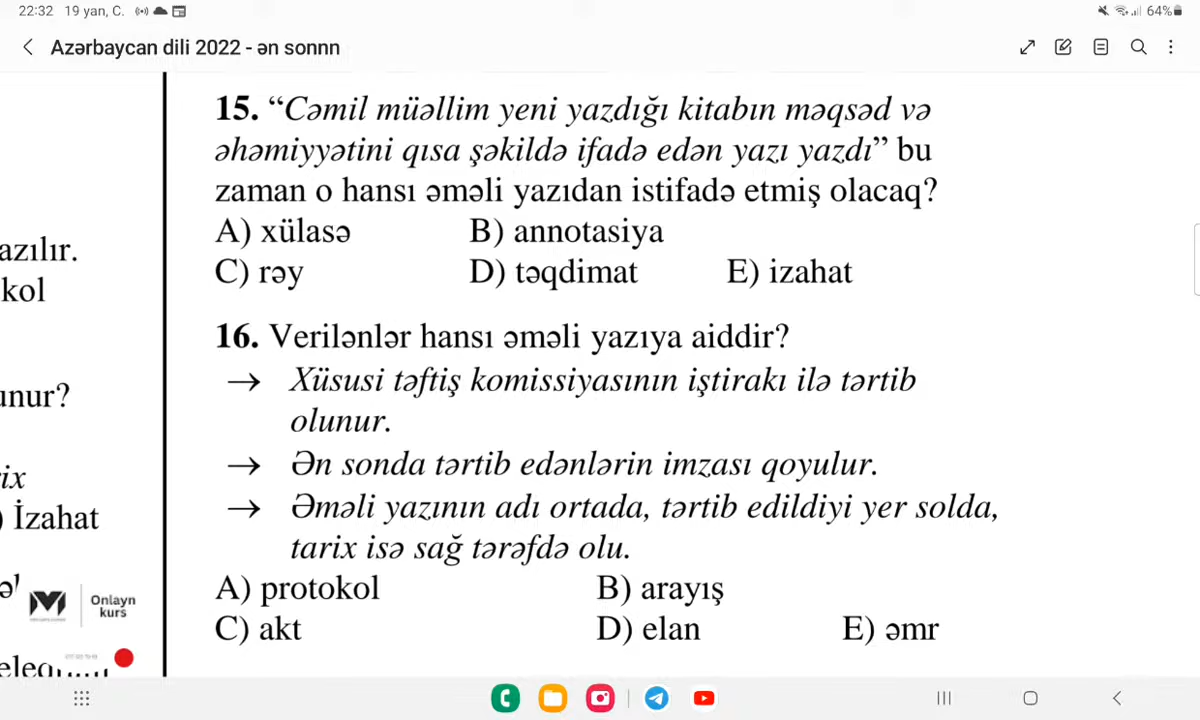 22:32 19 yan, C.
64%
Azərbaycan dili 2022 - ən sonnn
azılır.
kol
unur?
rix
) İzahat
Onlayn
kurs
15. “Cəmil müəllim yeni yazdığı kitabın məqsəd və
əhəmiyyətini qısa şəkildə ifadə edən yazı yazdı” bu
zaman o hansı əməli yazıdan istifadə etmiş olacaq?
A) xülasə B) annotasiya
C) rəy D) təqdimat E) izahat
16. Verilənlər hansı əməli yazıya aiddir?
→ Xüsusi təftiş komissiyasının iştirakı ilə tərtib
olunur.
→ Ən sonda tərtib edənlərin imzası qoyulur.
→ Əməli yazının adı ortada, tərtib edildiyi yer solda,
tarix isə sağ tərəfdə olu.
A) protokol B) arayış
C) akt D) elan E) əmr